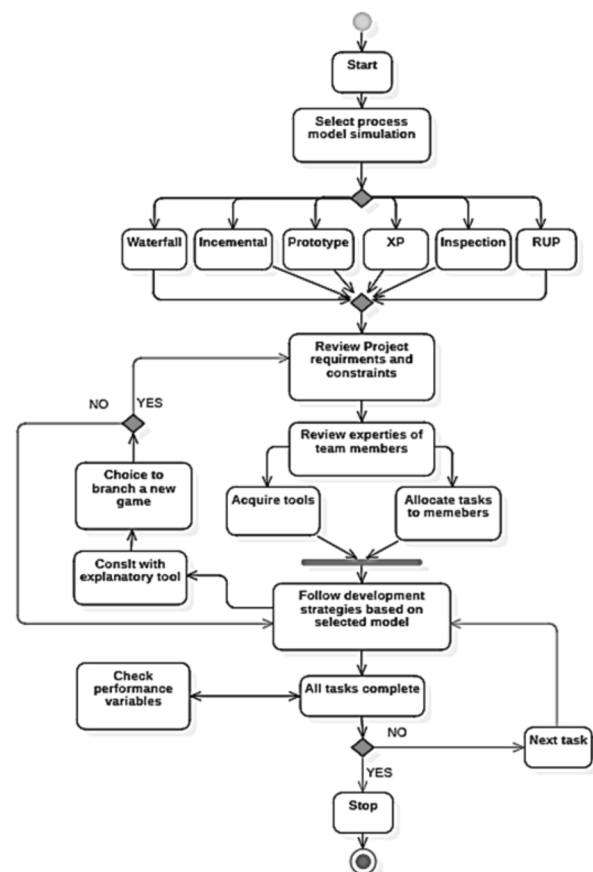 Start
Select process
model simulation
Waterfall
Incemental
Prototype
XP
Inspection
RUP
Review Project
requirments and
constraints
NO
YES
Review experties of
team members
Choice to
branch a new
game
Acquire tools
Allocate tasks
to memebers
Conslt with
explanatory tool
Follow development
strategies based on
selected model
Check
performance
variables
All tasks complete
NO
Next task
YES
Stop